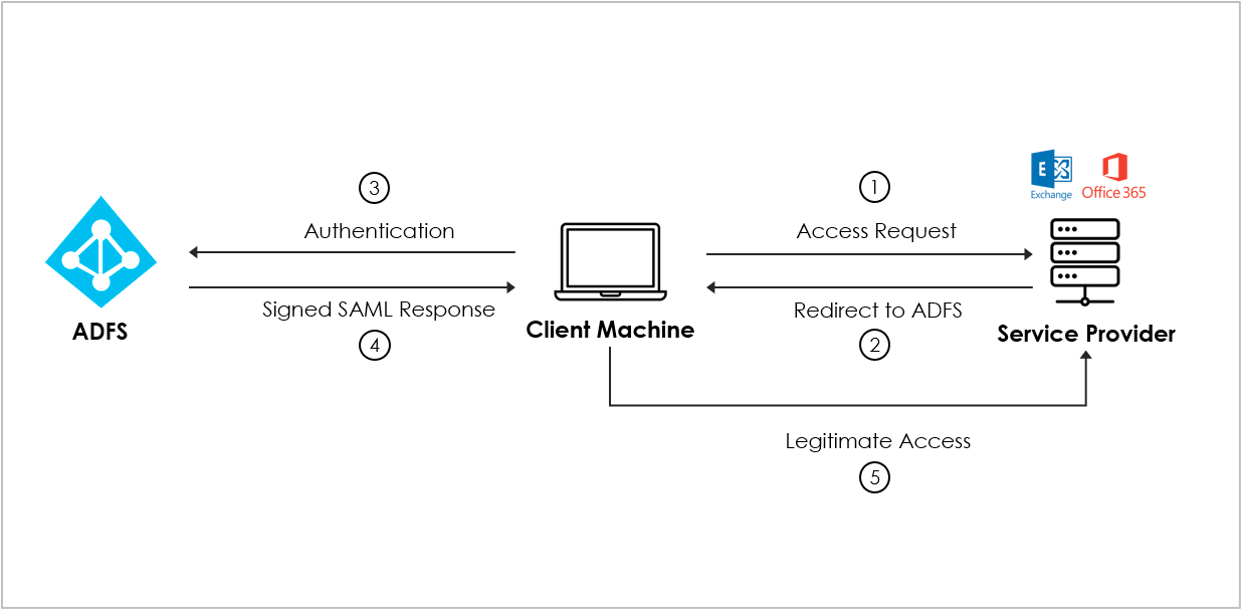 3
1
E
Exchange
Office 365
Authentication
Access Request
Signed SAML Response
Redirect to ADFS
ADFS
Client Machine
Service Provider
4
2
Legitimate Access
5